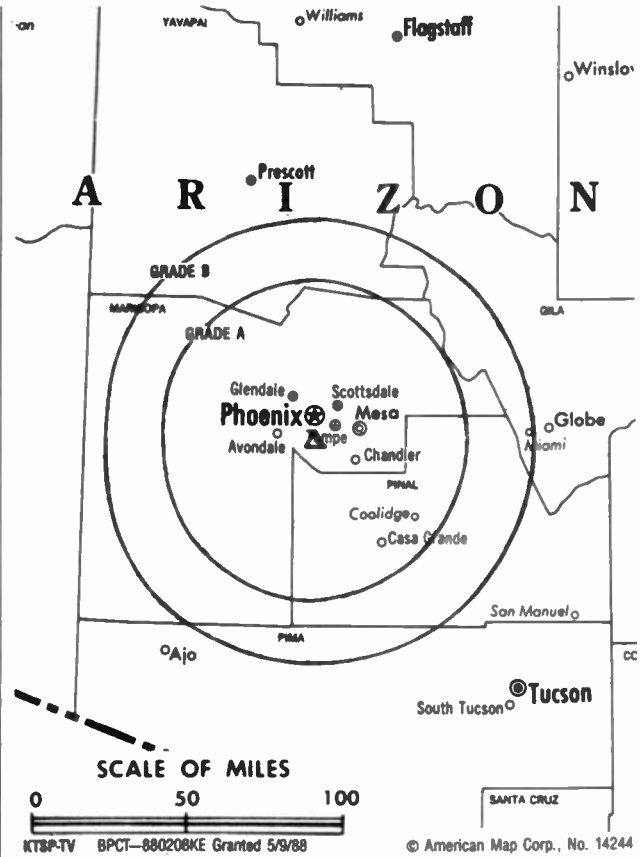 an
YAVAPAI
Williams
Flagstaff
Winslo
Prescott
A R I Z O N
GRADE B
MARICOPA
GRADE A
GILA
Glendale
Scottsdale
Phoenix
Mesa
Globe
Avondale
Miami
Chandler
PINAL
Coolidge
Casa Grande
San Manuel
PIMA
Ajo
CO
Tucson
South Tucson
SCALE OF MILES
0 50 100
SANTA CRUZ
KTSP-TV BPCT—880208KE Granted 5/9/88
© American Map Corp., No. 14244